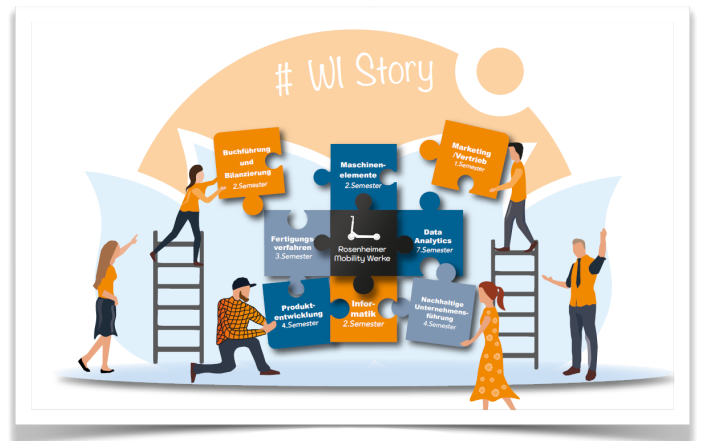 # WI Story
Buchführung
und
Bilanzierung
2.Semester
Maschinen-
elemente
2.Semester
Marketing
/Vertrieb
1.Semester
Fertigungs
verfahren
3.Semester
Rosenheimer
Mobility Werke
Data
Analytics
7.Semester
Produkt-
entwicklung
4.Semester
Infor-
matik
2.Semester
Nachhaltige
Unternehmens-
führung
4.Semester